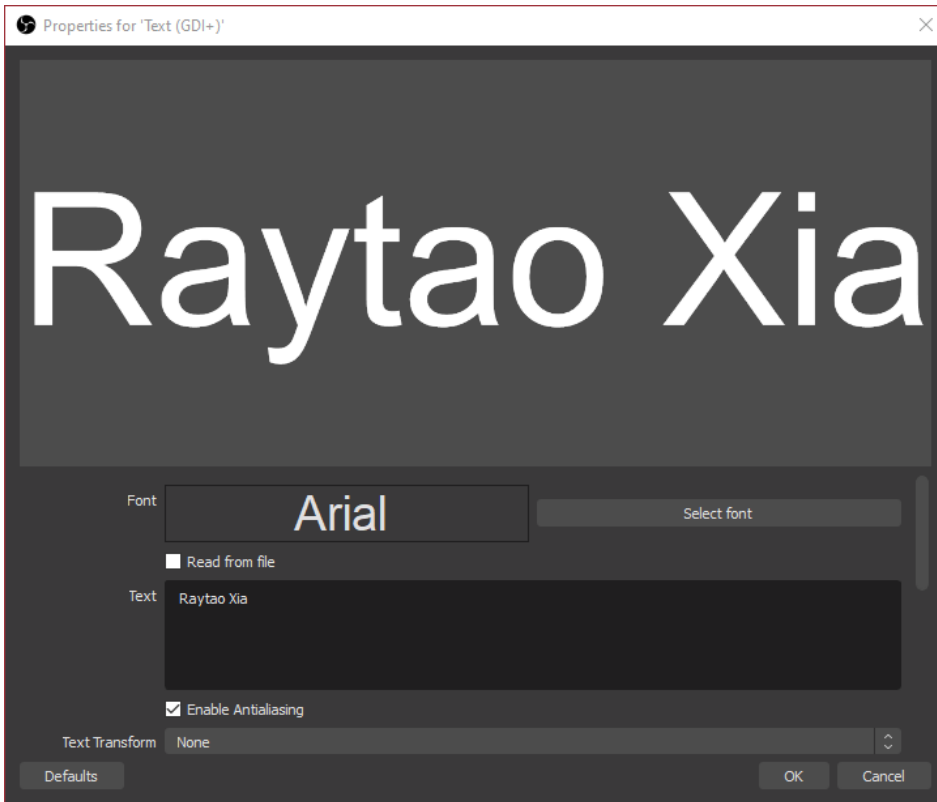 Properties for 'Text (GDI+)'
Raytao Xia
Font
Arial
Select font
Read from file
Text
Raytao Xia
Enable Antialiasing
Text Transform
None
Defaults
OK
Cancel